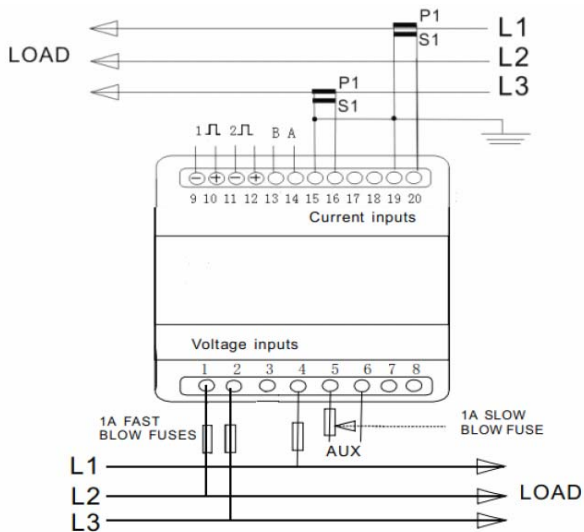 P1
L1
S1
LOAD
L2
P1
L3
S1
1 2 B A
9 10 11 12 13 14 15 16 17 18 19 20
Current inputs
Voltage inputs
1 2 3 4 5 6 7 8
1A FAST
BLOW FUSES
1A SLOW
BLOW FUSE
AUX
L1
L2
LOAD
L3